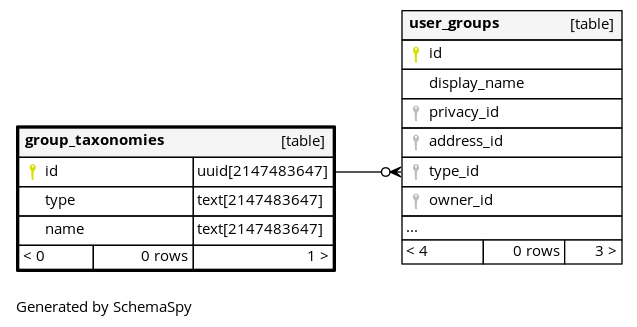 user_groups [table]
id
display_name
privacy_id
address_id
type_id
owner_id
...
< 4 0 rows 3 >
group_taxonomies [table]
id uuid[2147483647]
type text[2147483647]
name text[2147483647]
< 0 0 rows 1 >
Generated by SchemaSpy